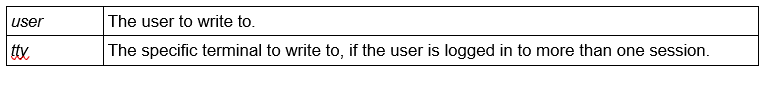 user The user to write to.
tty The specific terminal to write to, if the user is logged in to more than one session.